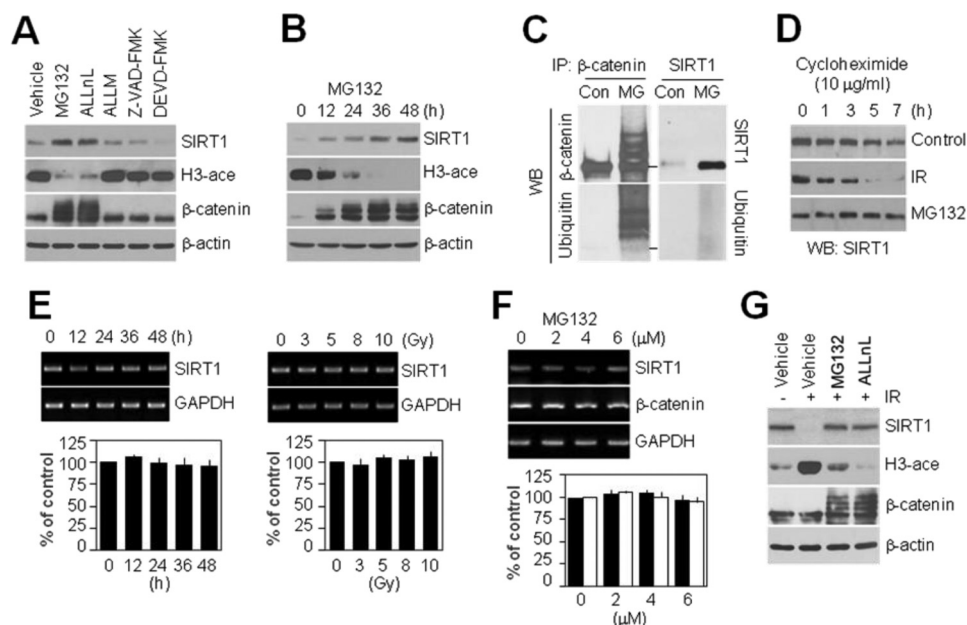 A
Vehicle
MG132
ALLnL
ALLM
Z-VAD-FMK
DEVD-FMK
SIRT1
H3-ace
β-catenin
β-actin
B
MG132
0 12 24 36 48 (h)
SIRT1
H3-ace
β-catenin
β-actin
C
IP: β-catenin SIRT1
Con MG Con MG
WB
β-catenin
Ubiquitin
SIRT1
Ubiquitin
D
Cycloheximide
(10 μg/ml)
0 1 3 5 7 (h)
Control
IR
MG132
WB: SIRT1
E
0 12 24 36 48 (h)
SIRT1
GAPDH
% of control
125
100
75
50
25
0
0 12 24 36 48
(h)
0 3 5 8 10 (Gy)
SIRT1
GAPDH
% of control
125
100
75
50
25
0
0 3 5 8 10
(Gy)
F
MG132
0 2 4 6 (μM)
SIRT1
β-catenin
GAPDH
% of control
125
100
75
50
25
0
0 2 4 6
(μM)
G
Vehicle
Vehicle
MG132
ALLnL
- + + + IR
SIRT1
H3-ace
β-catenin
β-actin